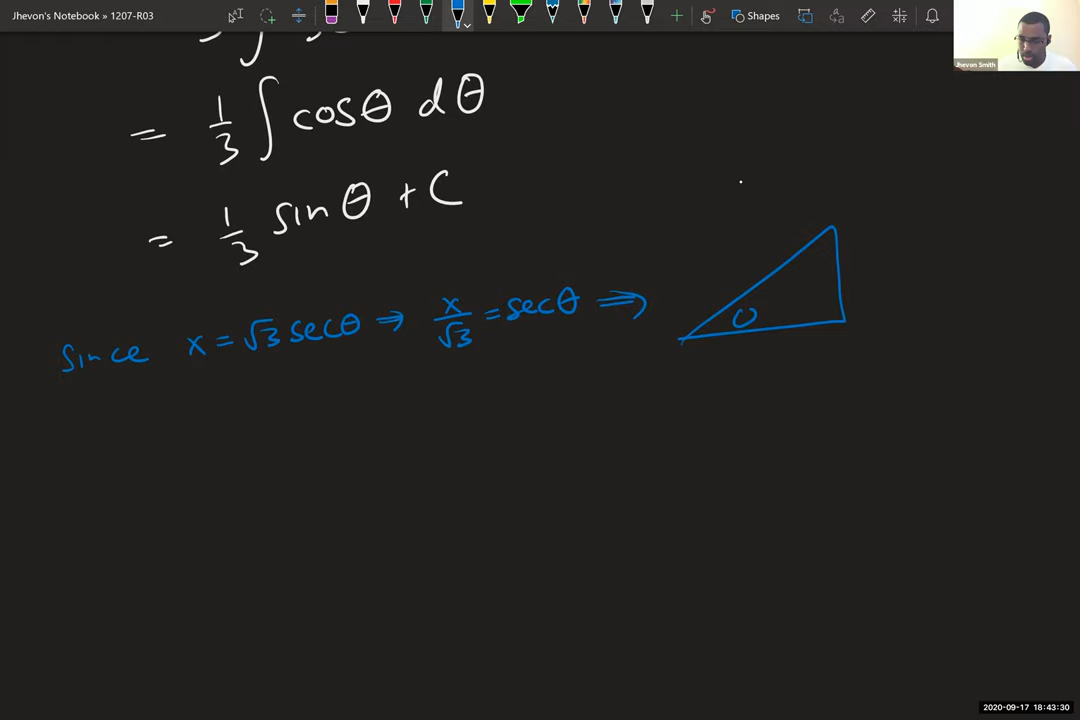 Jhevon's Notebook » 1207-R03
Shapes
Jhevon Smith
= 1/3 ∫ cosθ dθ
= 1/3 sinθ + C
since x = √3 secθ ⇒ x/√3 = secθ ⇒
θ
2020-09-17 18:43:30